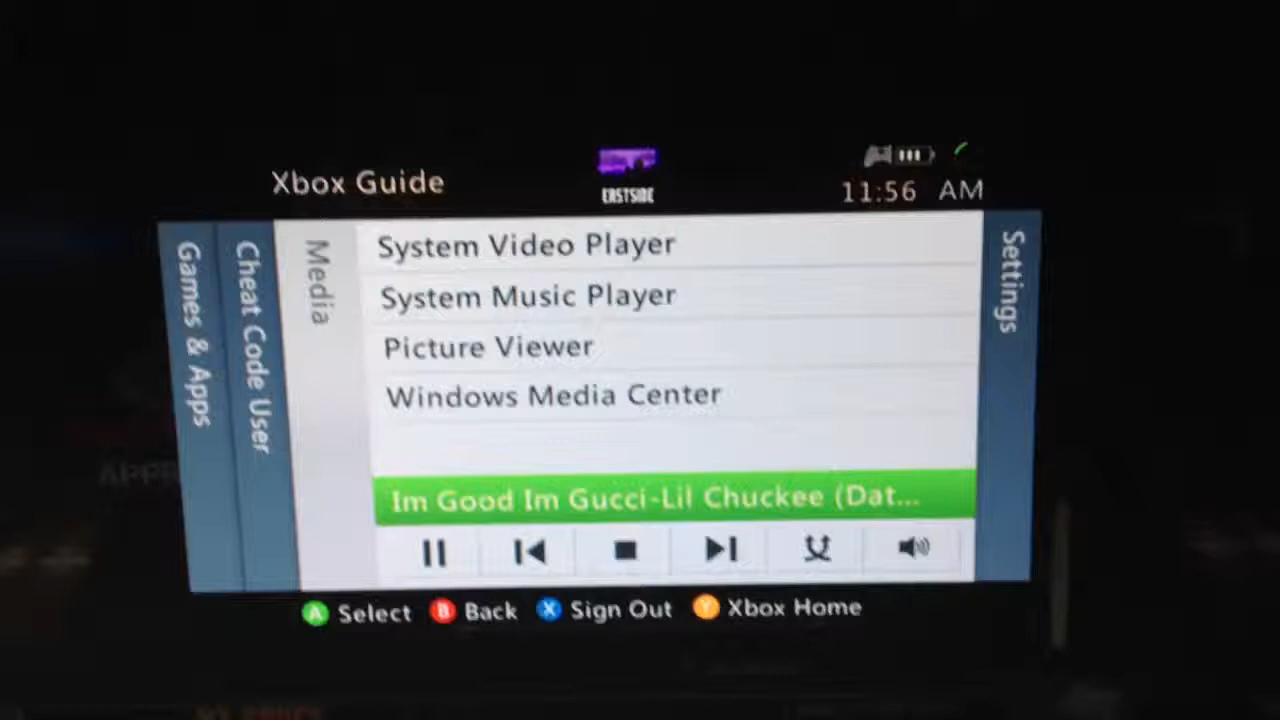 Xbox Guide
EASTSIDE
11:56 AM
Games & Apps
Cheat Code User
Media
System Video Player
System Music Player
Picture Viewer
Windows Media Center
Im Good Im Gucci-Lil Chuckee (Dat...
Settings
A Select B Back X Sign Out Y Xbox Home